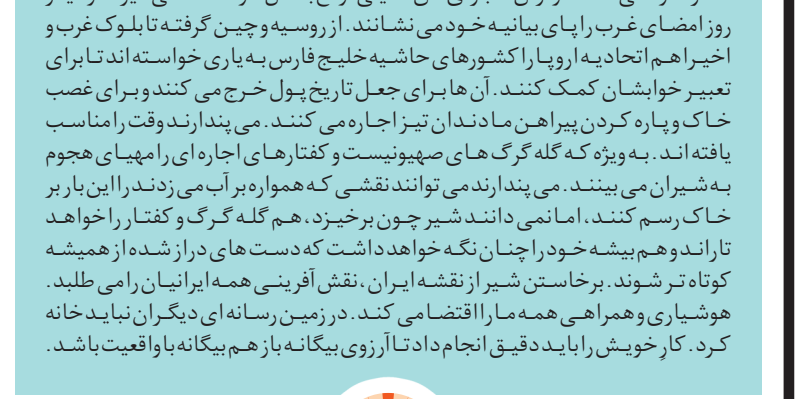 روز امضای غرب را پای بیانیه خود می نشانند. از روسیه و چین گرفته تا بلوک غرب و
اخیرا هم اتحادیه اروپا را کشورهای حاشیه خلیج فارس به یاری خواسته اند تا برای
تعبیر خوابشان کمک کنند. آن ها برای جعل تاریخ پول خرج می کنند و برای غصب
خاک و پاره کردن پیراهن ما دندان تیز اجاره می کنند. می پندارند وقت را مناسب
یافته اند. به ویژه که گله گرگ های صهیونیست و کفتارهای اجاره ای را مهیای هجوم
به شیران می بینند. می پندارند می توانند نقشی که همواره بر آب می زدند را این بار بر
خاک رسم کنند، اما نمی دانند شیر چون برخیزد، هم گله گرگ و کفتار را خواهد
تاراند و هم بیشه خود را چنان نگه خواهد داشت که دست های دراز شده از همیشه
کوتاه تر شوند. برخاستن شیر از نقشه ایران، نقش آفرینی همه ایرانیان را می طلبد.
هوشیاری و همراهی همه ما را اقتضا می کند. در زمین رسانه ای دیگران نباید خانه
کرد. کارِ خویش را باید دقیق انجام داد تا آرزوی بیگانه باز هم بیگانه با واقعیت باشد.